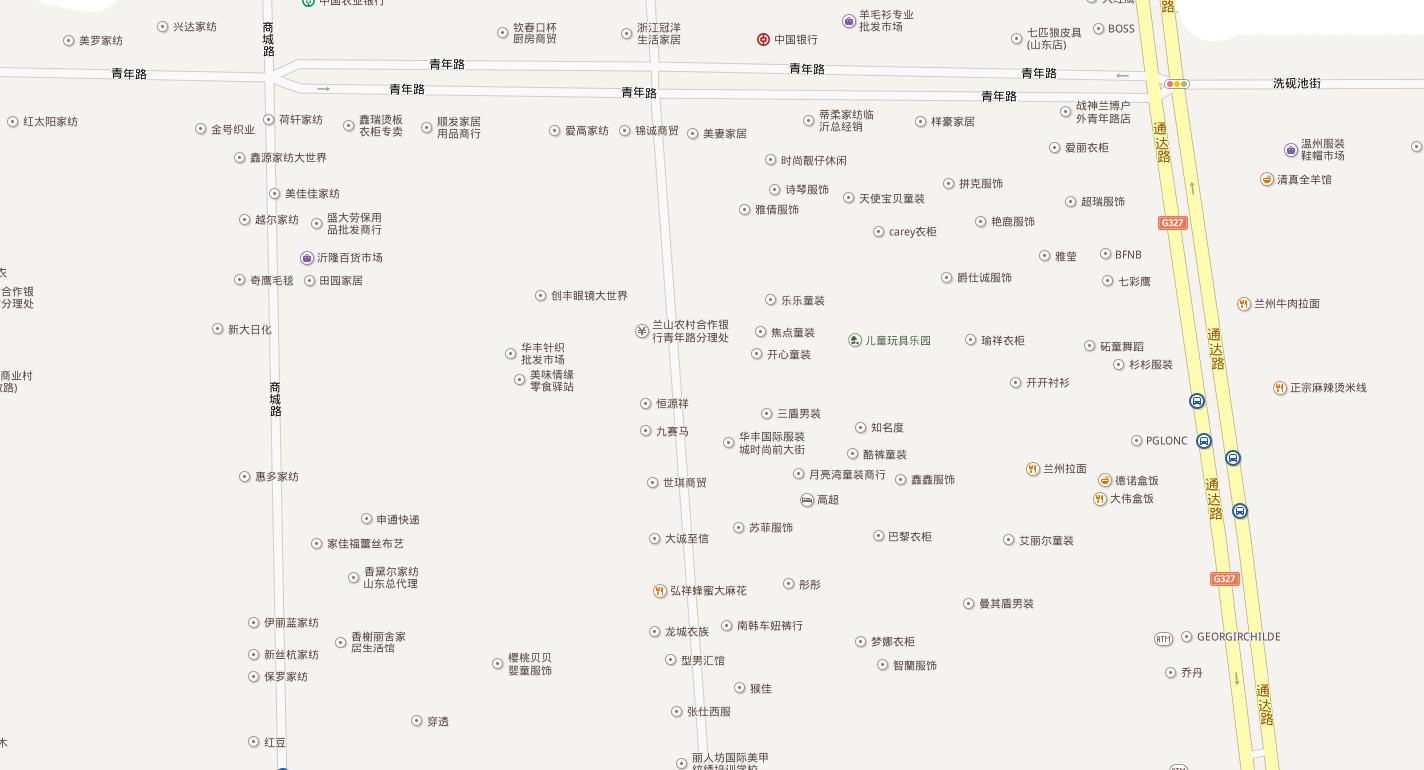 中国农业银行
兴达家纺
美罗家纺
商城路
钦春口杯
厨房商贸
浙江冠洋
生活家居
羊毛衫专业
批发市场
中国银行
七匹狼皮具
(山东店)
BOSS
路
青年路
青年路
青年路
青年路
青年路
青年路
青年路
洗砚池街
红太阳家纺
金号织业
荷轩家纺
鑫瑞烫板
衣柜专卖
顺发家居
用品商行
爱高家纺
锦诚商贸
美妻家居
蒂柔家纺临
沂总经销
样豪家居
战神兰博户
外青年路店
通达路
温州服装
鞋帽市场
清真全羊馆
鑫源家纺大世界
时尚靓仔休闲
爱丽衣柜
美佳佳家纺
诗琴服饰
天使宝贝童装
拼克服饰
超瑞服饰
越尔家纺
盛大劳保用
品批发商行
雅倩服饰
carey衣柜
艳鹿服饰
G327
沂隆百货市场
雅莹
BFNB
衣
合作银
分理处
奇鹰毛毯
田园家居
爵仕诚服饰
七彩鹰
创丰眼镜大世界
乐乐童装
兰州牛肉拉面
新大日化
兰山农村合作银
行青年路分理处
焦点童装
儿童玩具乐园
瑜祥衣柜
通达路
华丰针织
批发市场
开心童装
砳童舞蹈
杉杉服装
商业村
路)
商城路
美味情缘
零食驿站
开开衬衫
正宗麻辣烫米线
恒源祥
三盾男装
九赛马
华丰国际服装
城时尚前大街
知名度
PGLONC
酷裤童装
惠多家纺
世琪商贸
月亮湾童装商行
鑫鑫服饰
兰州拉面
德诺盒饭
大伟盒饭
通达路
高超
申通快递
苏菲服饰
家佳福蕾丝布艺
大诚至信
巴黎衣柜
艾丽尔童装
香黛尔家纺
山东总代理
弘祥蜂蜜大麻花
彤彤
G327
曼其盾男装
伊丽蓝家纺
香榭丽舍家
居生活馆
龙城衣族
南韩车妞裤行
梦娜衣柜
ATM
GEORGIRCHILDE
新丝杭家纺
樱桃贝贝
婴童服饰
型男汇馆
智蘭服饰
乔丹
保罗家纺
猴佳
通达路
穿透
张仕西服
红豆
木
丽人坊国际美甲